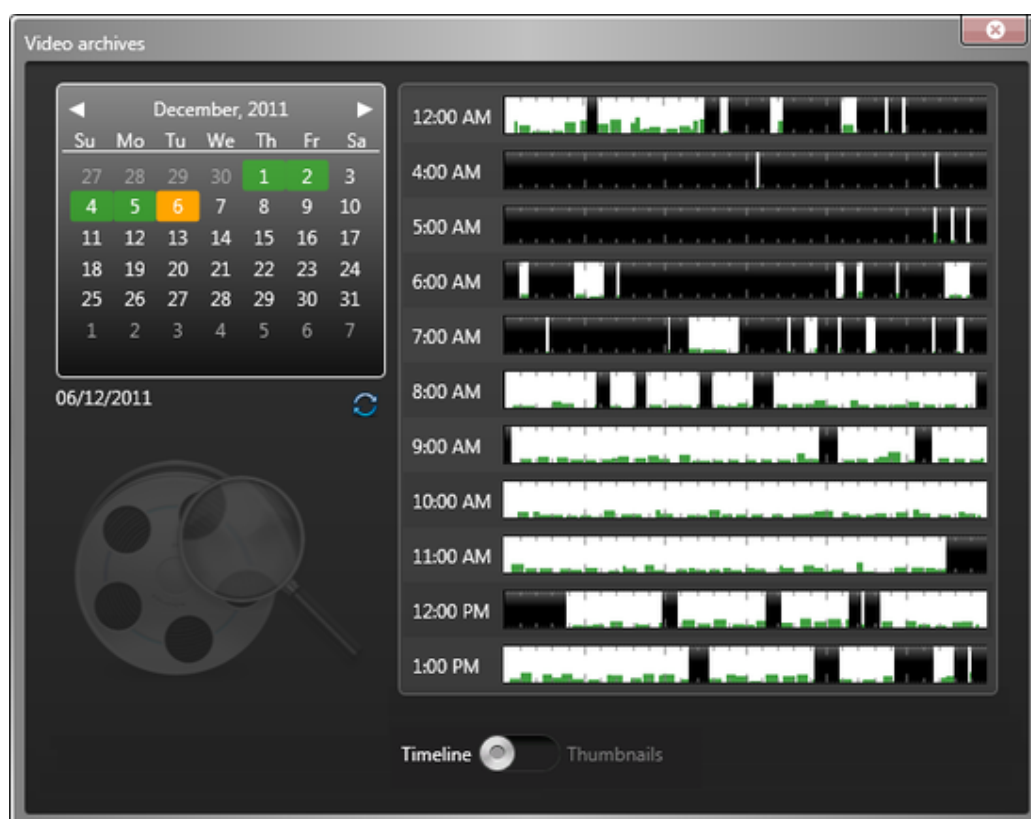 Video archives
December, 2011
Su Mo Tu We Th Fr Sa
27 28 29 30 1 2 3
4 5 6 7 8 9 10
11 12 13 14 15 16 17
18 19 20 21 22 23 24
25 26 27 28 29 30 31
1 2 3 4 5 6 7
06/12/2011
12:00 AM
4:00 AM
5:00 AM
6:00 AM
7:00 AM
8:00 AM
9:00 AM
10:00 AM
11:00 AM
12:00 PM
1:00 PM
Timeline Thumbnails